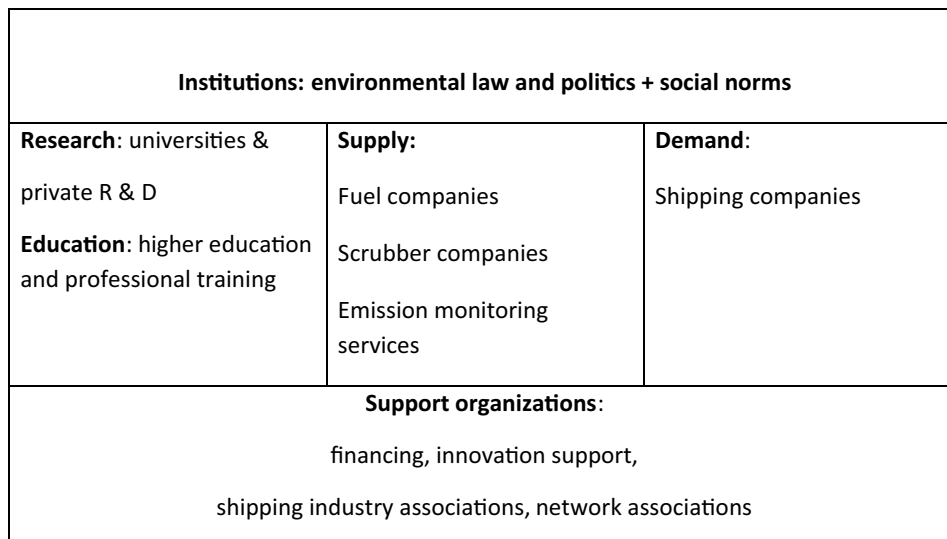 Institutions: environmental law and politics + social norms
Research: universities &
private R & D
Education: higher education
and professional training
Supply:
Fuel companies
Scrubber companies
Emission monitoring
services
Demand:
Shipping companies
Support organizations:
financing, innovation support,
shipping industry associations, network associations